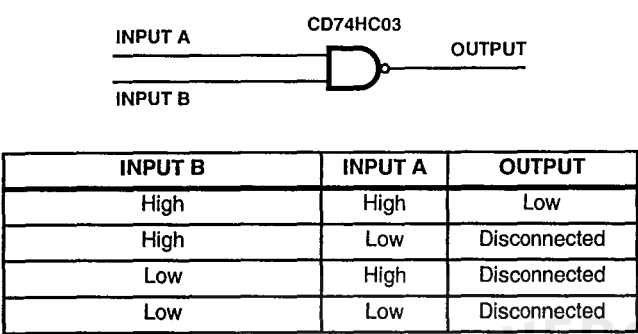 CD74HC03
INPUT A
OUTPUT
INPUT B
INPUT B INPUT A OUTPUT
High High Low
High Low Disconnected
Low High Disconnected
Low Low Disconnected